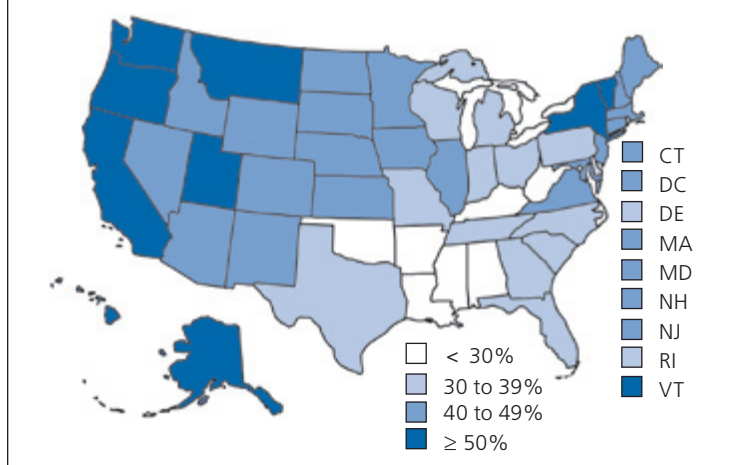 CT
DC
DE
MA
MD
NH
NJ
RI
VT
< 30%
30 to 39%
40 to 49%
≥ 50%